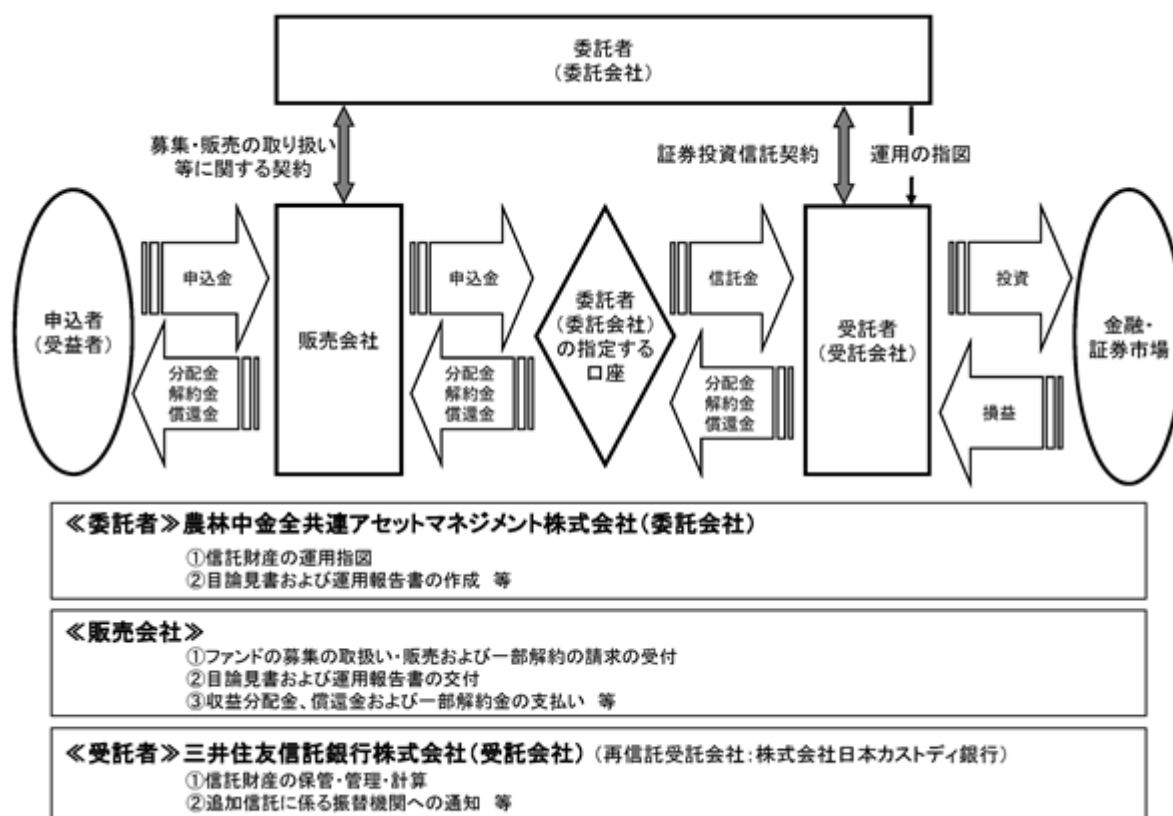 委託者
(委託会社)
募集・販売の取り扱い
等に関する契約
証券投資信託契約
運用の指図
申込者
(受益者)
申込金
分配金
解約金
償還金
販売会社
申込金
分配金
解約金
償還金
委託者
(委託会社)
の指定する
口座
信託金
分配金
解約金
償還金
受託者
(受託会社)
投資
損益
金融・
証券市場
≪委託者≫農林中金全共連アセットマネジメント株式会社(委託会社)
①信託財産の運用指図
②目論見書および運用報告書の作成 等
≪販売会社≫
①ファンドの募集の取扱い・販売および一部解約の請求の受付
②目論見書および運用報告書の交付
③収益分配金、償還金および一部解約金の支払い 等
≪受託者≫三井住友信託銀行株式会社(受託会社) (再信託受託会社:株式会社日本カストディ銀行)
①信託財産の保管・管理・計算
②追加信託に係る振替機関への通知 等